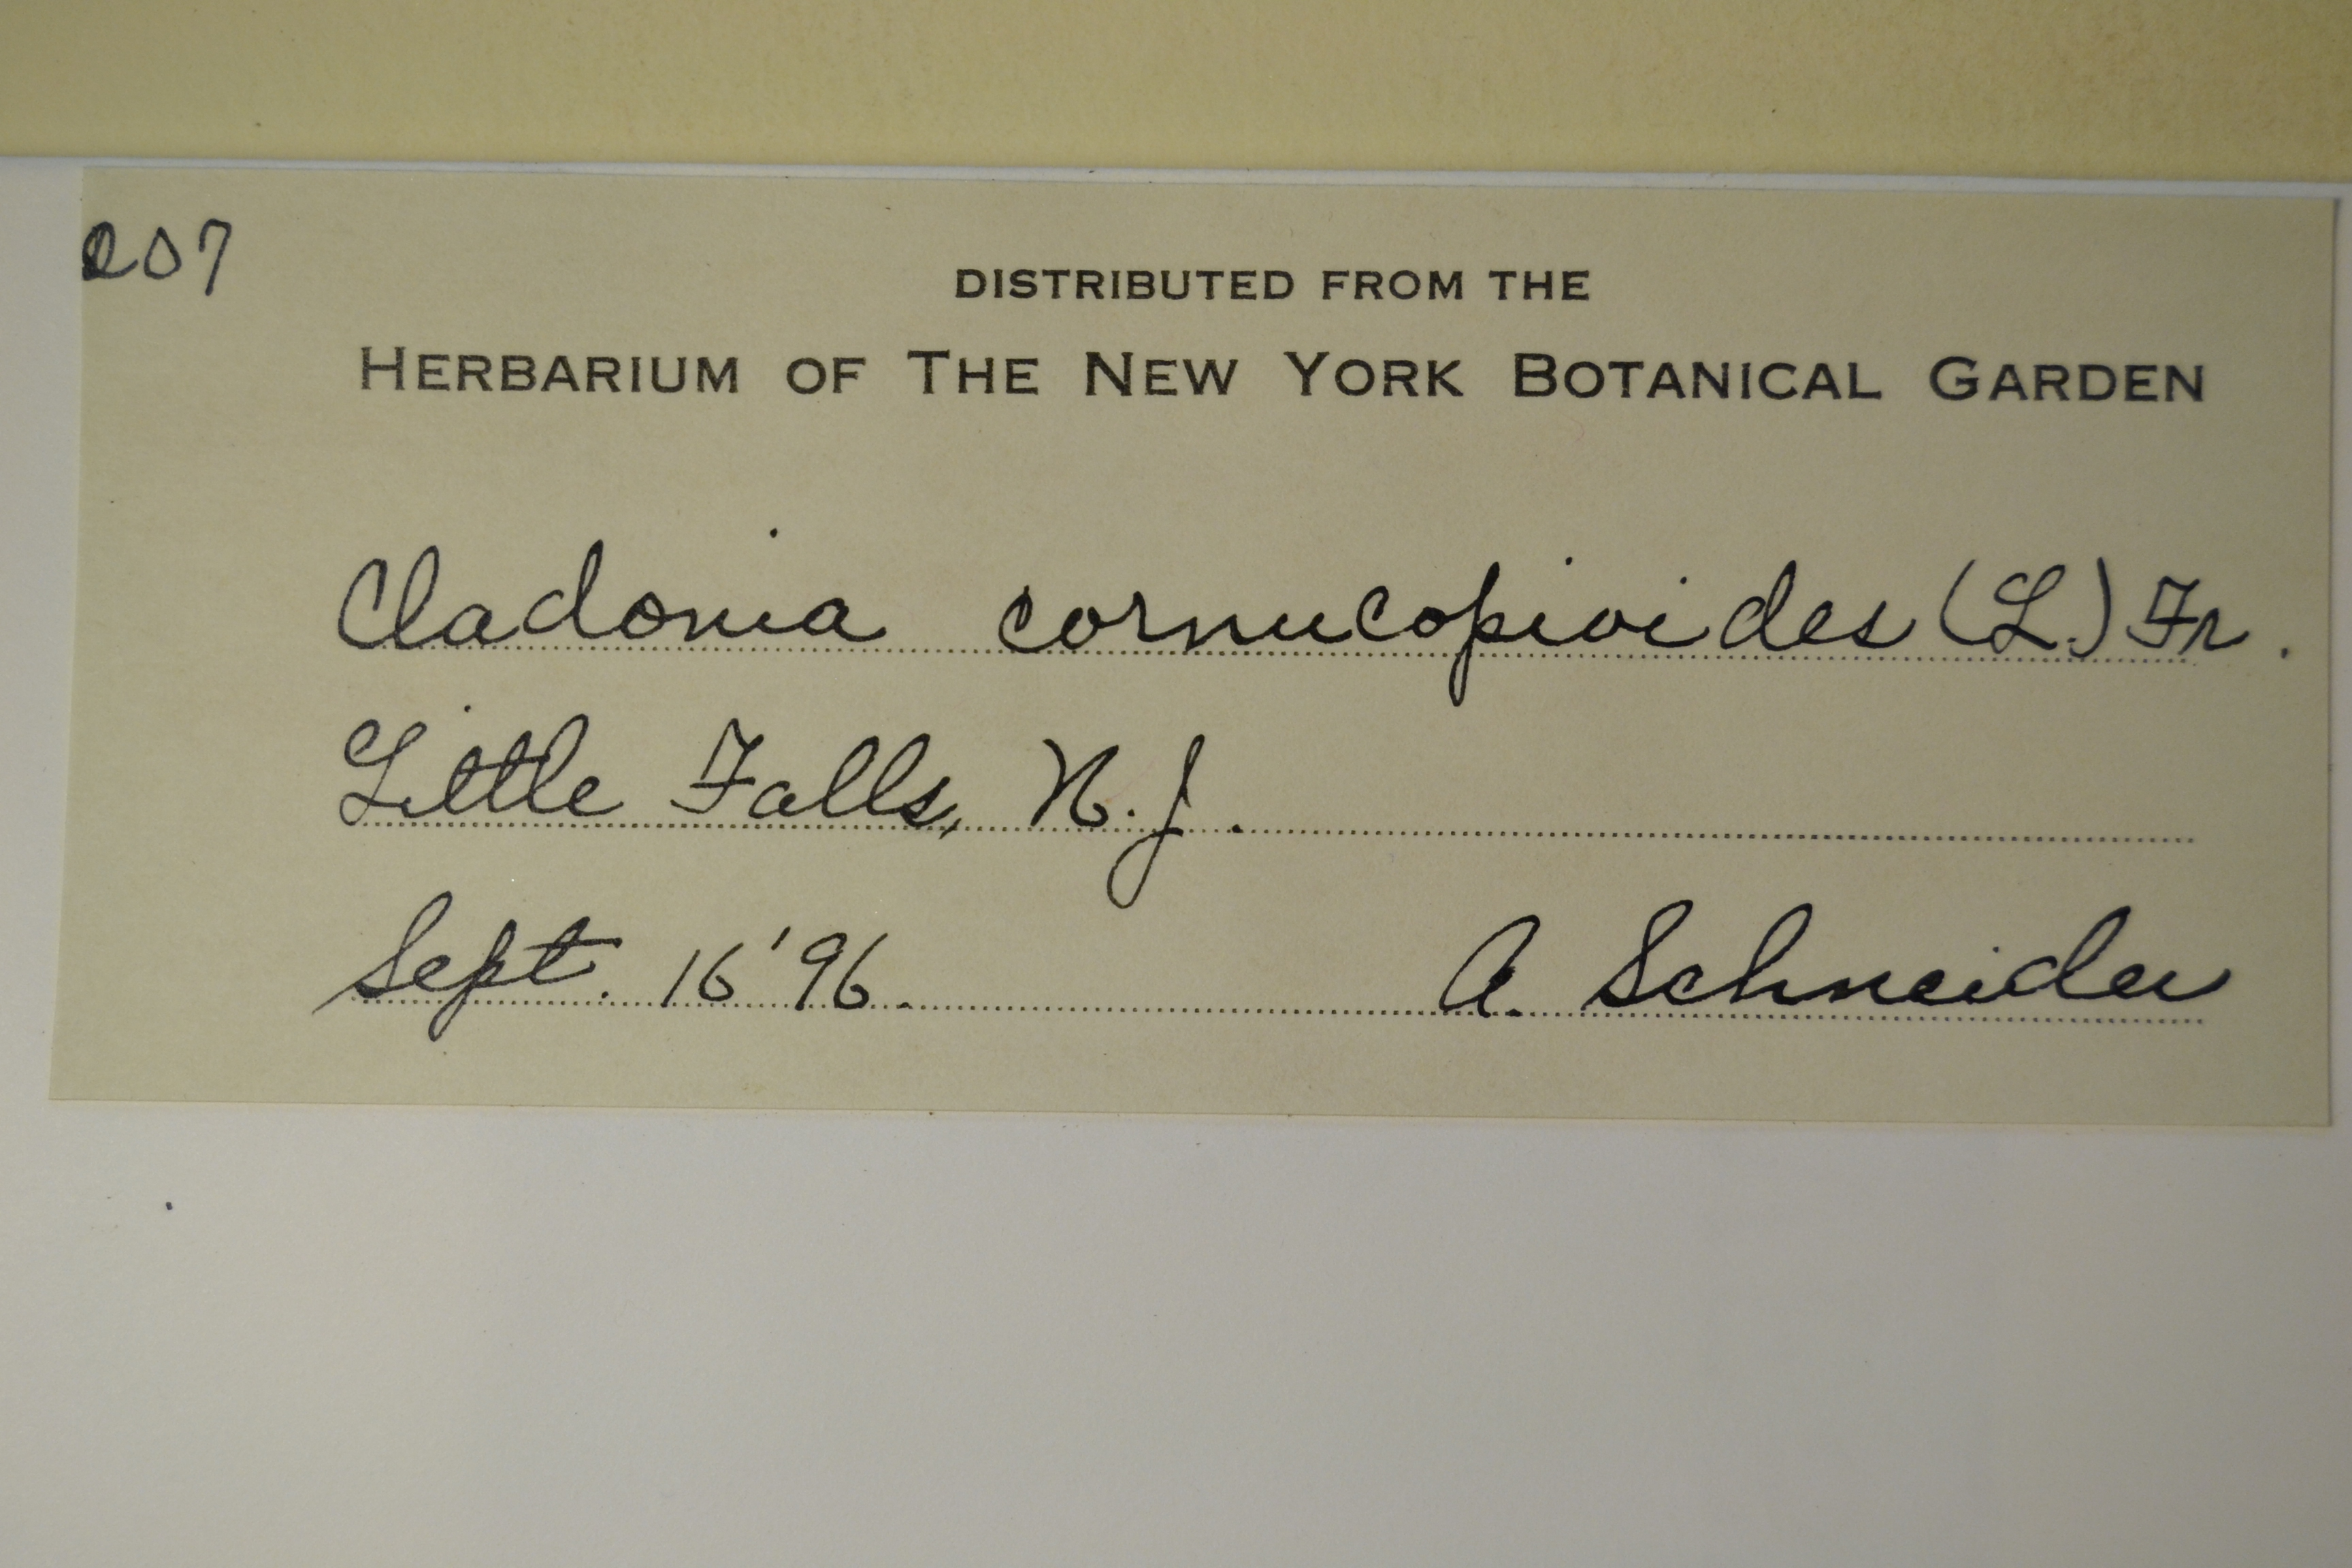 207
DISTRIBUTED FROM THE
HERBARIUM OF THE NEW YORK BOTANICAL GARDEN
Cladonia cornucopioides (L.) Fr.
Little Falls, N.J.
Sept. 16 '96. A. Schneider